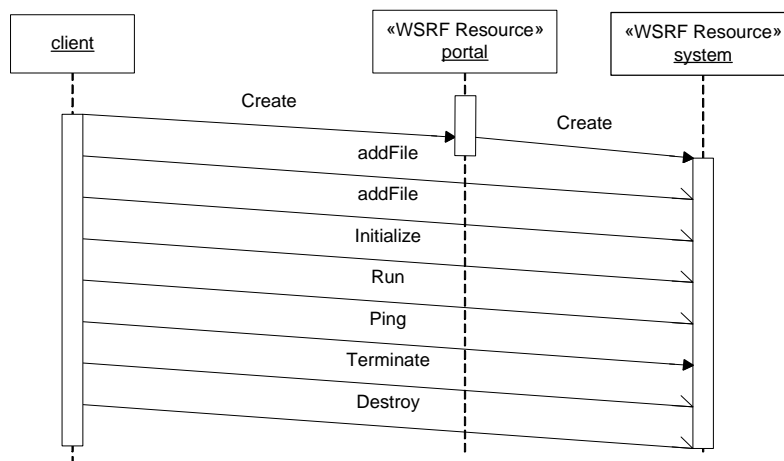 client
«WSRF Resource»
portal
«WSRF Resource»
system
Create
Create
addFile
addFile
Initialize
Run
Ping
Terminate
Destroy